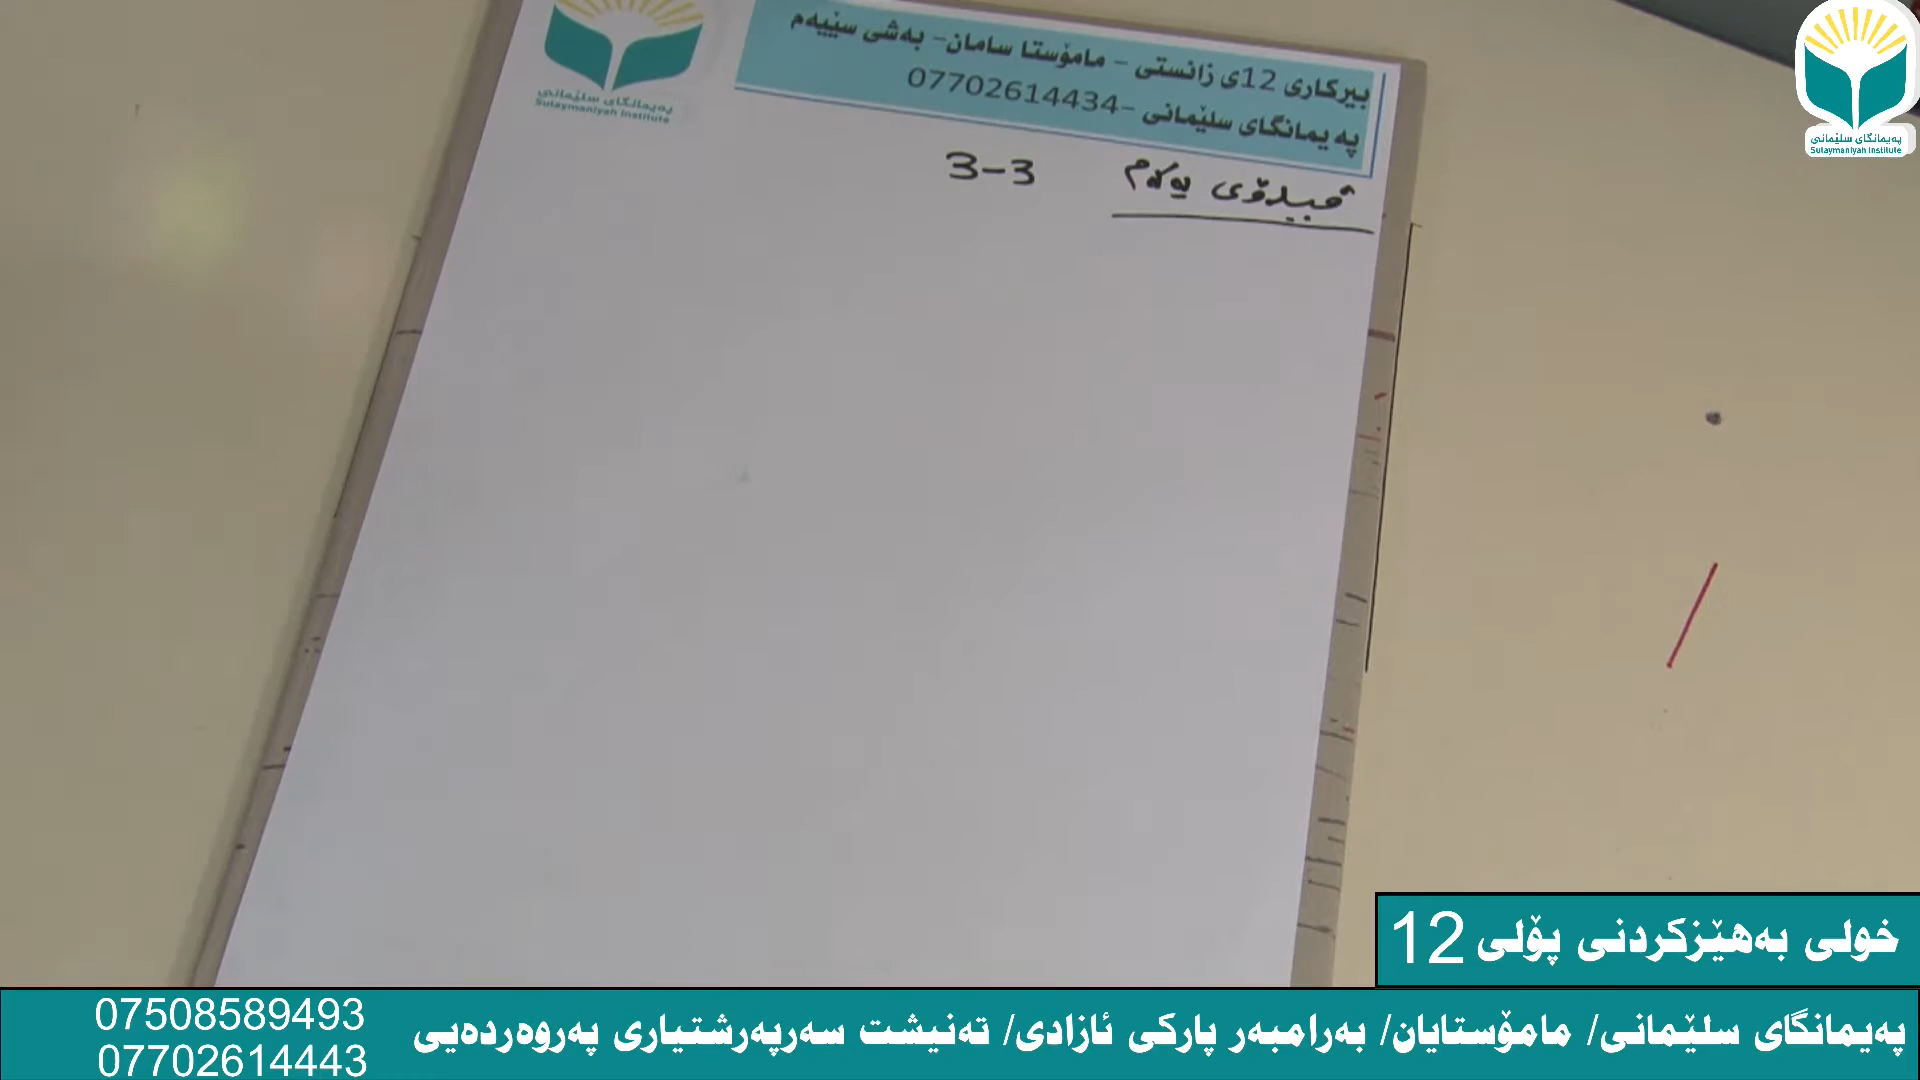 بیرکاری 12ی زانستی – مامۆستا سامان– بەشی سێیەم
پەیمانگای سلێمانی –07702614434
پەیمانگای سلێمانی
Sulaymaniyah Institute
ڤیدۆی یەکەم 3-3
پەیمانگای سلێمانی
Sulaymaniyah Institute
خولی بەهێزکردنی پۆلی 12
پەیمانگای سلێمانی/ مامۆستایان/ بەرامبەر پارکی ئازادی/ تەنیشت سەرپەرشتیاری پەروەردەیی
07508589493
07702614443